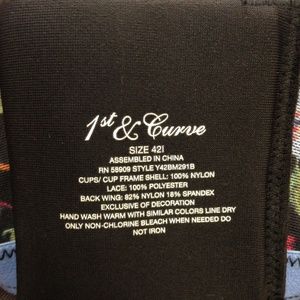 1st & Curve
SIZE 42I
ASSEMBLED IN CHINA
RN 58909 STYLE Y42BM291B
CUPS/ CUP FRAME SHELL: 100% NYLON
LACE: 100% POLYESTER
BACK WING: 82% NYLON 18% SPANDEX
EXCLUSIVE OF DECORATION
HAND WASH WARM WITH SIMILAR COLORS LINE DRY
ONLY NON-CHLORINE BLEACH WHEN NEEDED DO
NOT IRON